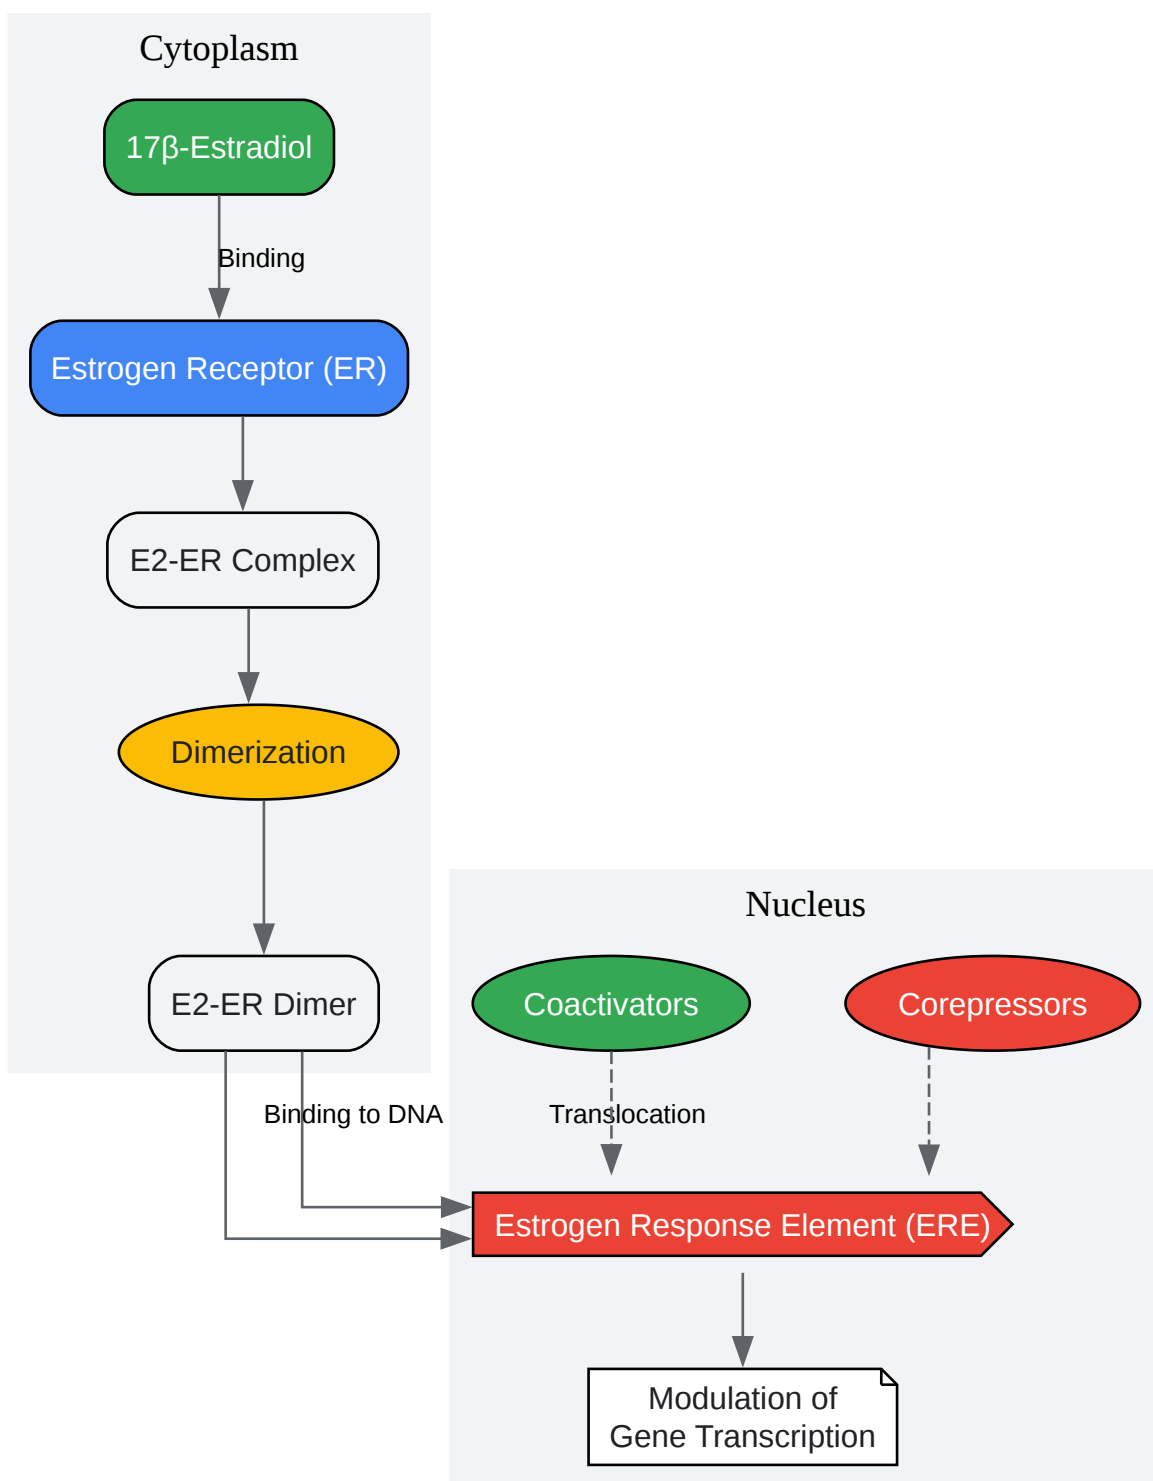 Cytoplasm
17β-Estradiol
Binding
Estrogen Receptor (ER)
E2-ER Complex
Dimerization
Nucleus
E2-ER Dimer
Coactivators
Corepressors
Binding to DNA
Translocation
Estrogen Response Element (ERE)
Modulation of
Gene Transcription